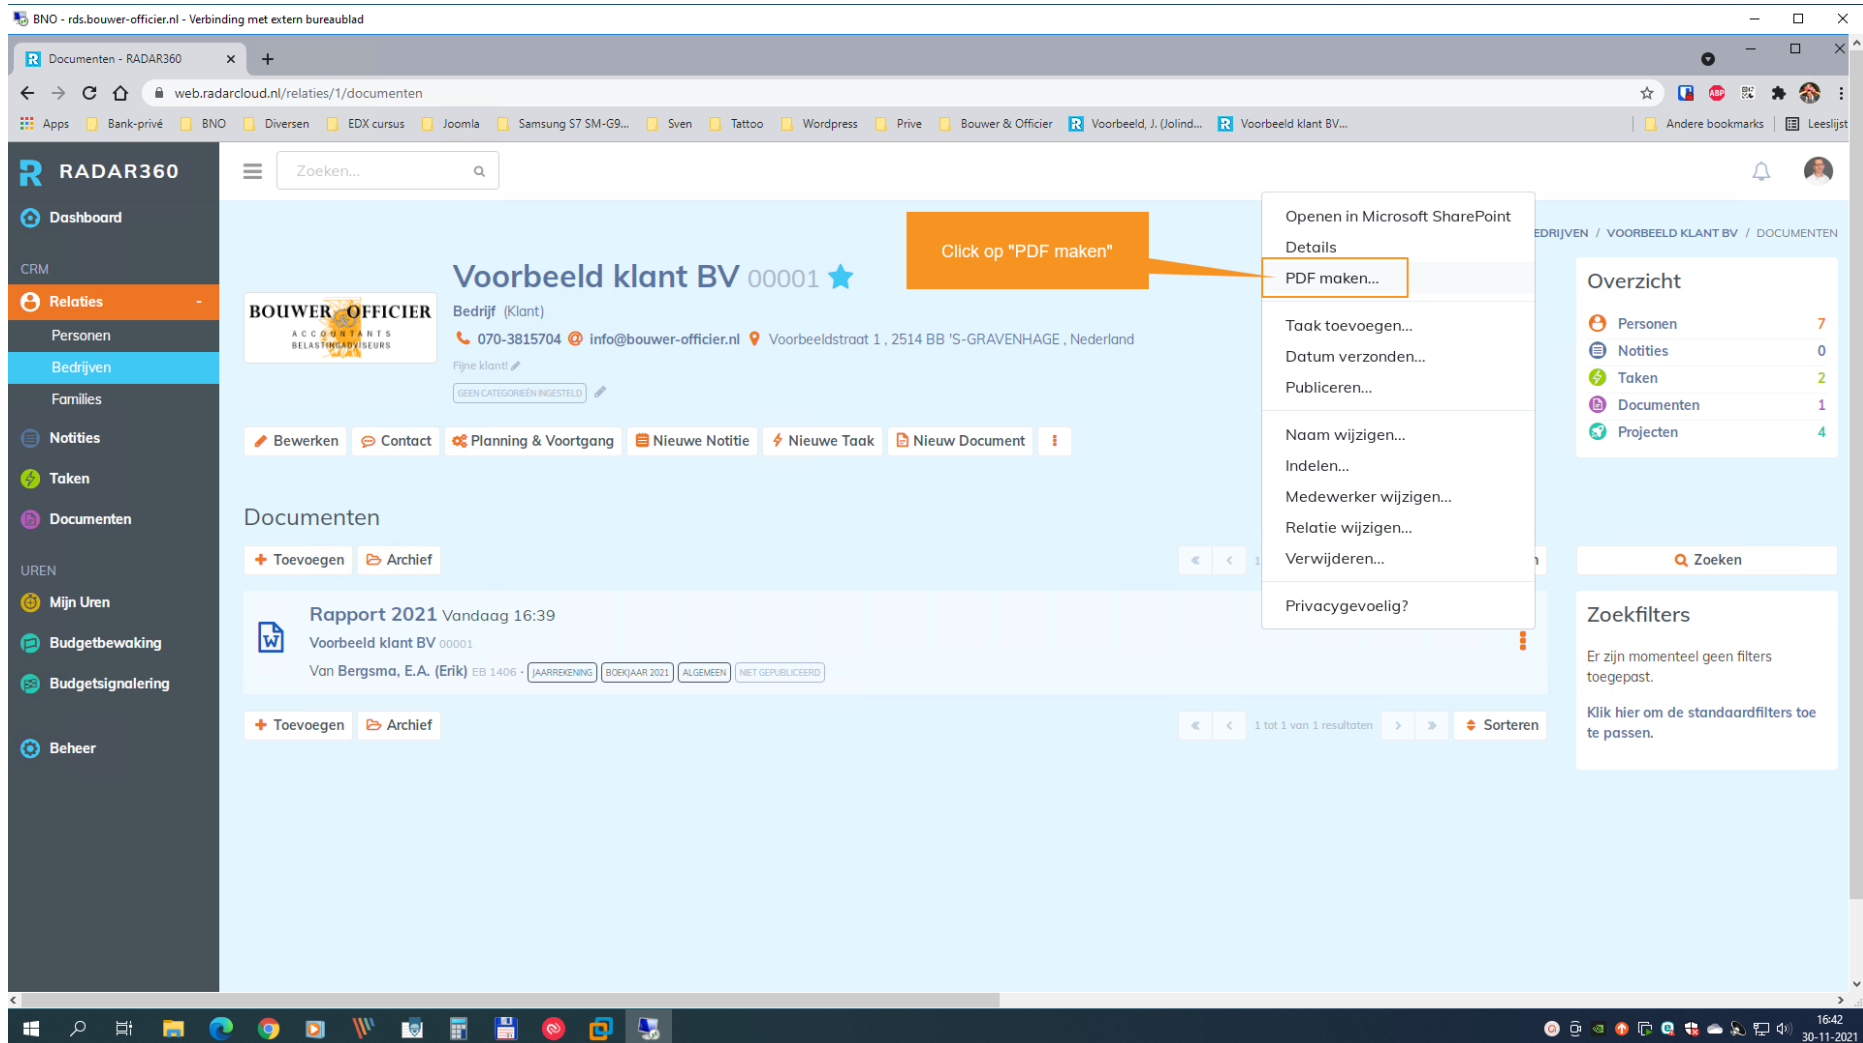 BNO - rds.bouwer-officier.nl - Verbinding met extern bureaublad
Documenten - RADAR360
web.radarcloud.nl/relaties/1/documenten
ABP
Apps Bank-privé BNO Diversen EDX cursus Joomla Samsung S7 SM-G9... Sven Tattoo Wordpress Prive Bouwer & Officier Voorbeeld, J. (Jolind... Voorbeeld klant BV... Andere bookmarks Leeslijst
RADAR360
Zoeken...
Dashboard
CRM
Relaties -
Personen
Bedrijven
Families
Notities
Taken
Documenten
UREN
Mijn Uren
Budgetbewaking
Budgetsignalering
Beheer
EDRIJVEN / VOORBEELD KLANT BV / DOCUMENTEN
Click op "PDF maken"
BOUWER & OFFICIER
ACCOUNTANTS
BELASTINGADVISEURS
Voorbeeld klant BV 00001
Bedrijf (Klant)
070-3815704 info@bouwer-officier.nl Voorbeeldstraat 1 , 2514 BB 'S-GRAVENHAGE , Nederland
Fijne klant!
GEEN CATEGORIEËN INGESTELD
Bewerken Contact Planning & Voortgang Nieuwe Notitie Nieuwe Taak Nieuw Document
Openen in Microsoft SharePoint
Details
PDF maken...
Taak toevoegen...
Datum verzonden...
Publiceren...
Naam wijzigen...
Indelen...
Medewerker wijzigen...
Relatie wijzigen...
Verwijderen...
Privacygevoelig?
Overzicht
Personen 7
Notities 0
Taken 2
Documenten 1
Projecten 4
Documenten
Toevoegen Archief « < 1 n
Rapport 2021 Vandaag 16:39
Voorbeeld klant BV 00001
Van Bergsma, E.A. (Erik) EB 1406 - JAARREKENING BOEKJAAR 2021 ALGEMEEN NIET GEPUBLICEERD
Toevoegen Archief « < 1 tot 1 van 1 resultaten > » Sorteren
Zoeken
Zoekfilters
Er zijn momenteel geen filters
toegepast.
Klik hier om de standaardfilters toe
te passen.
16:42
30-11-2021